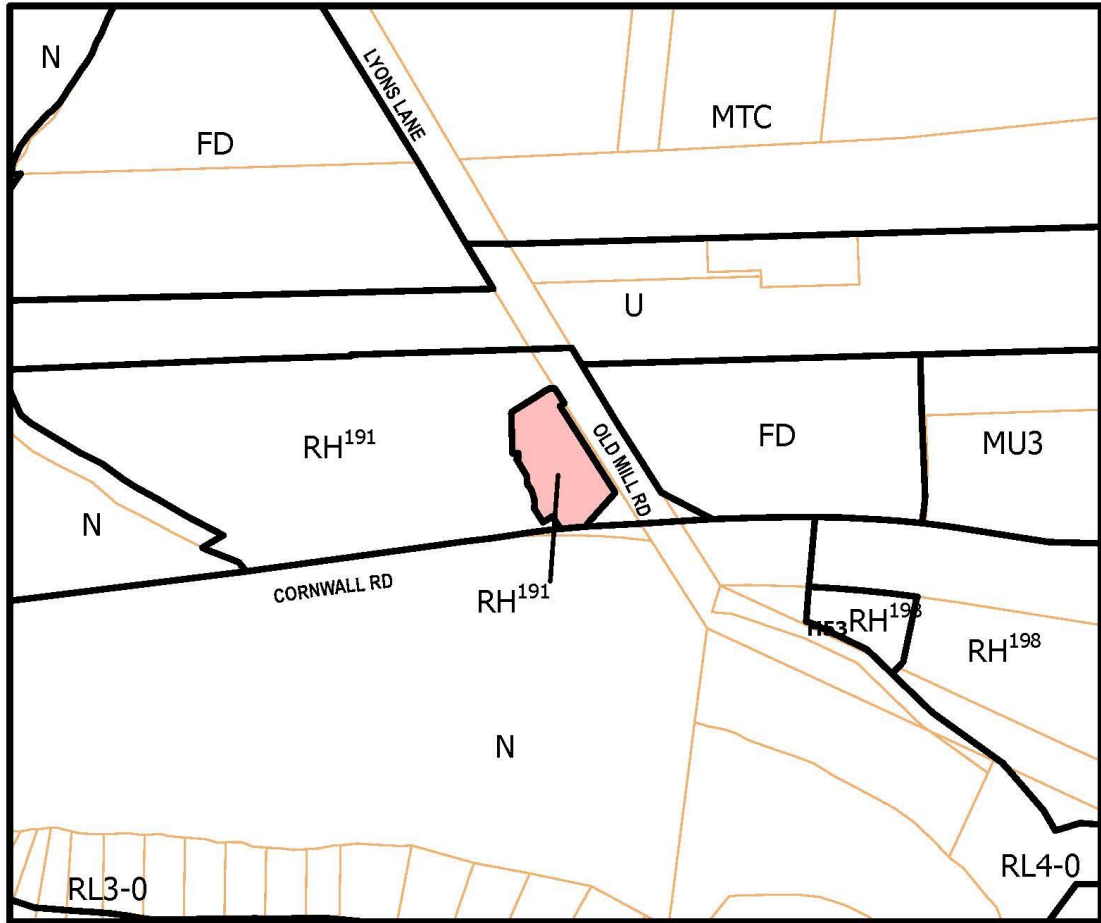 N
LYONS LANE
MTC
FD
U
RH¹⁹¹
OLD MILL RD
FD
MU3
N
CORNWALL RD
RH¹⁹¹
RH¹⁹⁸
RH¹⁹⁸
N
RL3-0
RL4-0